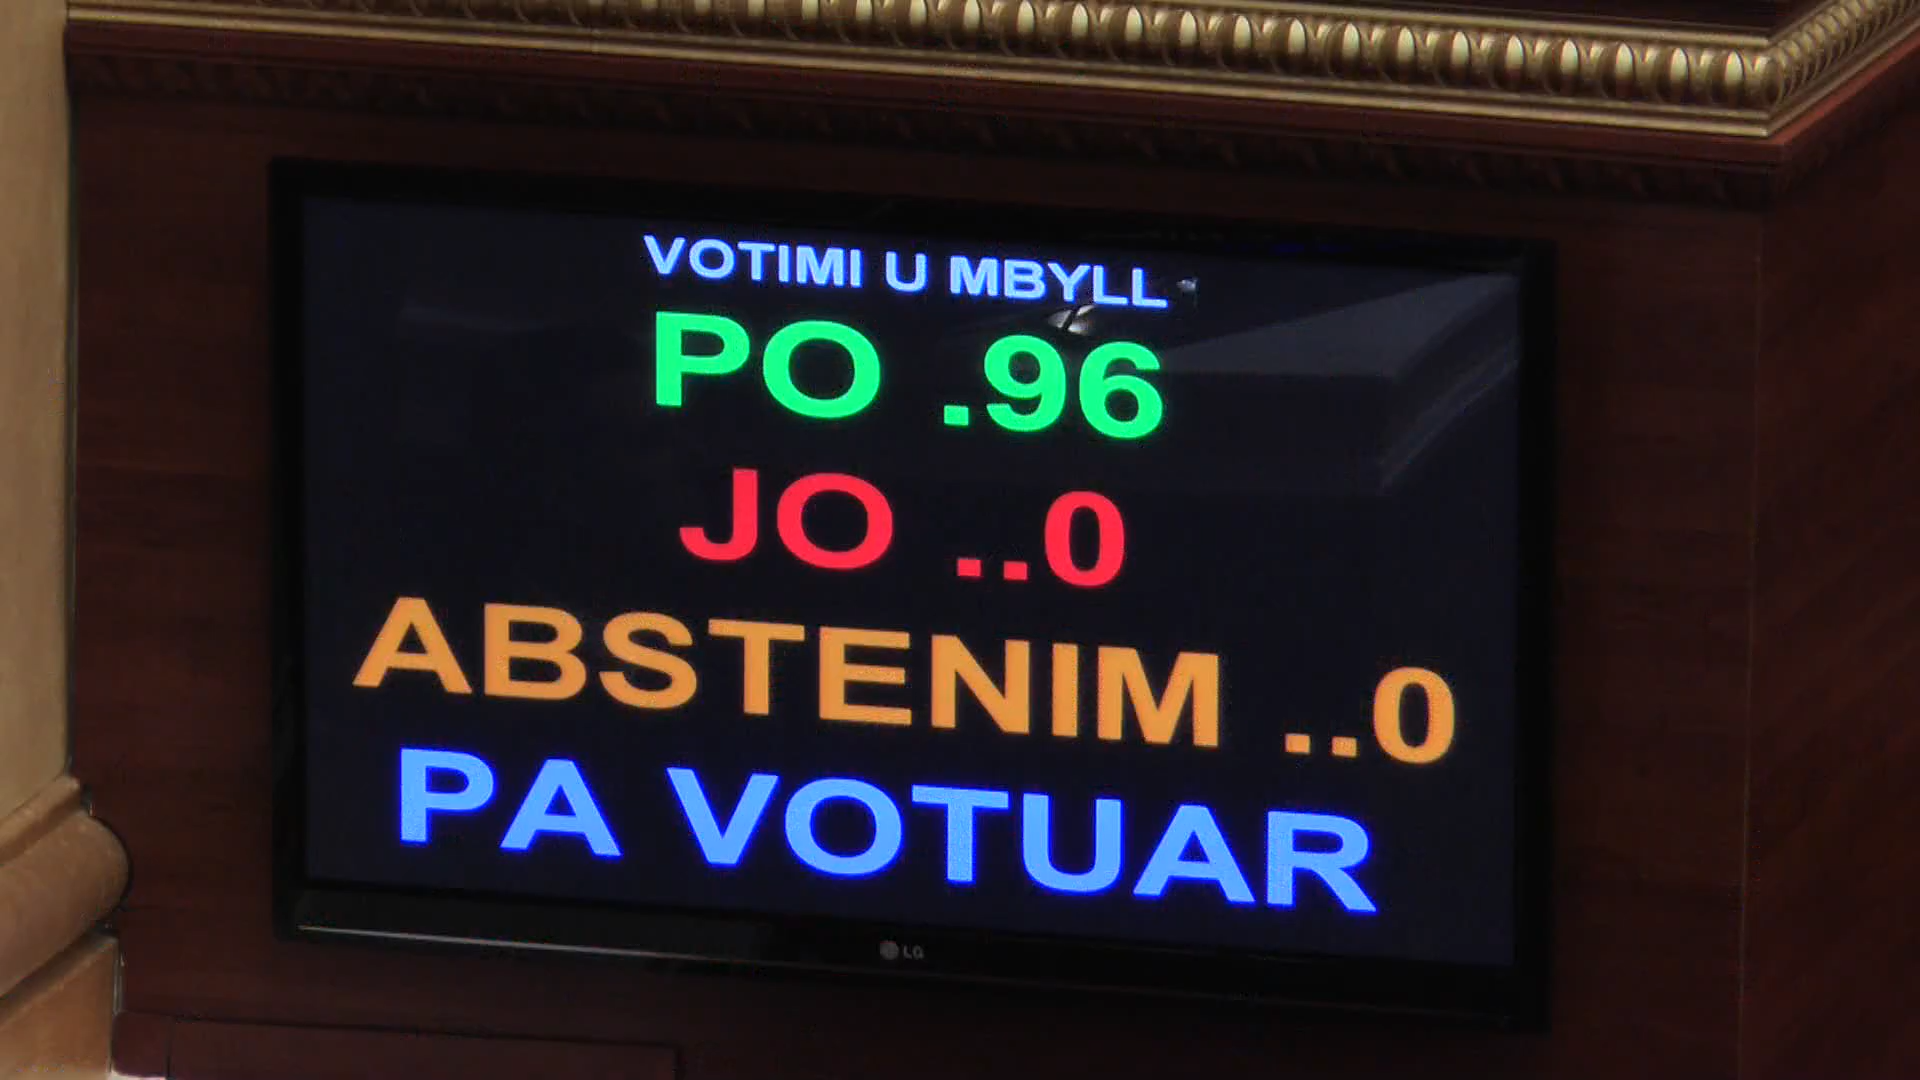 VOTIMI U MBYLL
PO .96
JO ..0
ABSTENIM ..0
PA VOTUAR
LG